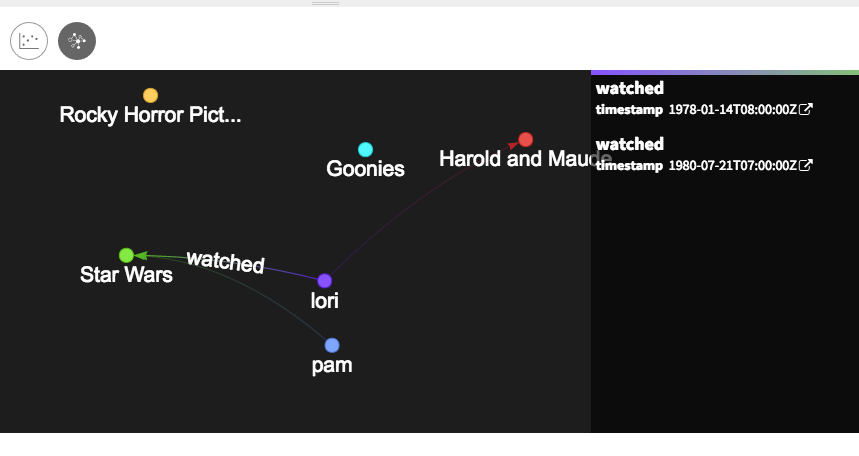 Rocky Horror Pict...
Goonies
Harold and Maude
Star Wars
watched
lori
pam
watched
timestamp 1978-01-14T08:00:00Z
watched
timestamp 1980-07-21T07:00:00Z